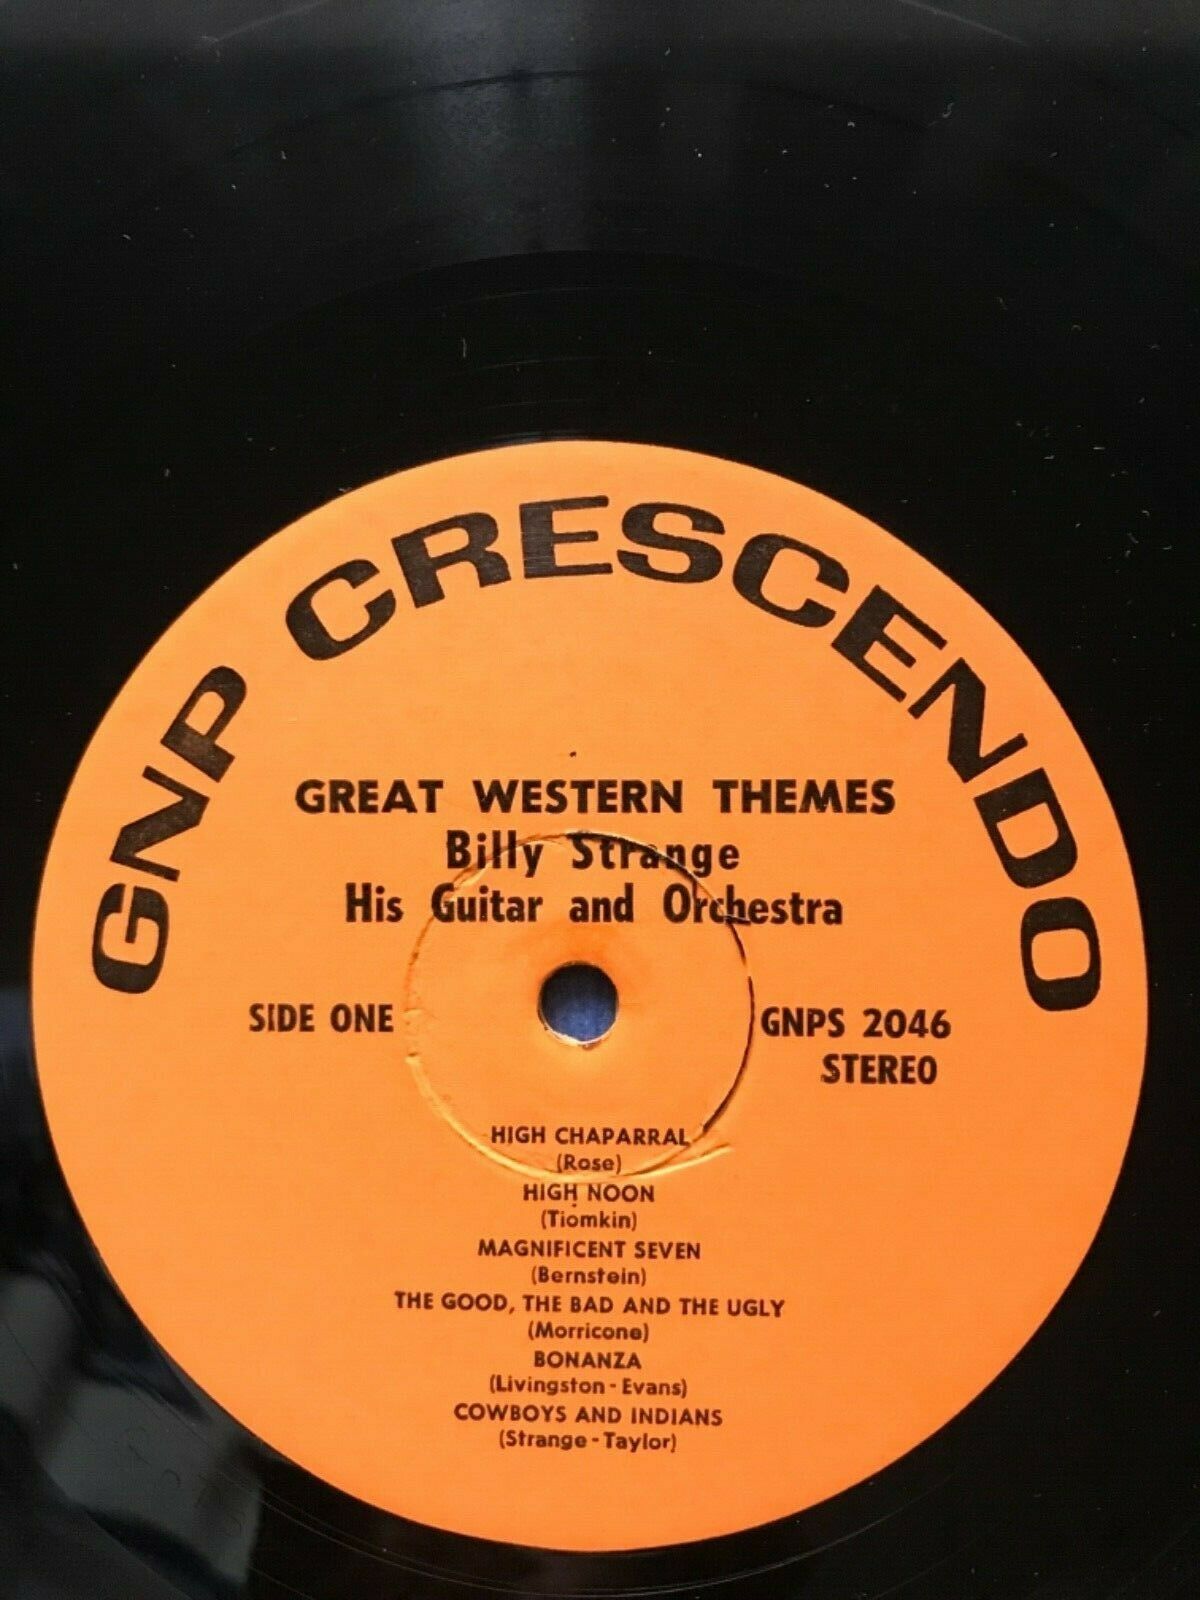 GNP CRESCENDO
GREAT WESTERN THEMES
Billy Strange
His Guitar and Orchestra
SIDE ONE
GNPS 2046
STEREO
HIGH CHAPARRAL
(Rose)
HIGH NOON
(Tiomkin)
MAGNIFICENT SEVEN
(Bernstein)
THE GOOD, THE BAD AND THE UGLY
(Morricone)
BONANZA
(Livingston - Evans)
COWBOYS AND INDIANS
(Strange - Taylor)